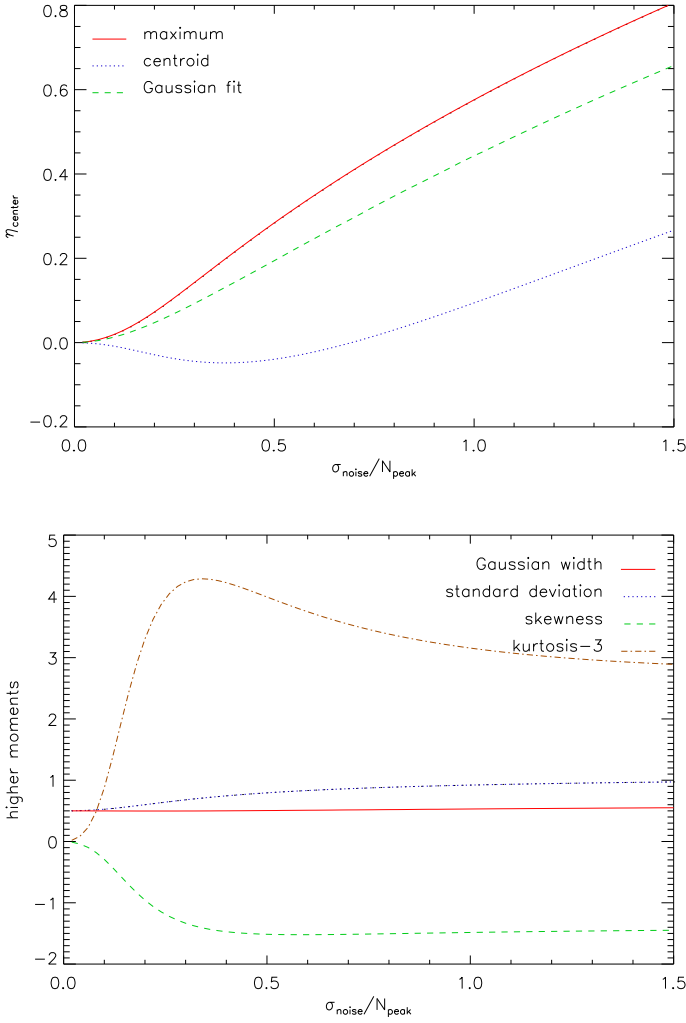 0.8
maximum
centroid
Gaussian fit
0.6
0.4
η_center
0.2
0.0
−0.2
0.0 0.5 1.0 1.5
σ_noise/N_peak
5
Gaussian width
standard deviation
4
skewness
kurtosis−3
3
higher moments
2
1
0
−1
−2
0.0 0.5 1.0 1.5
σ_noise/N_peak